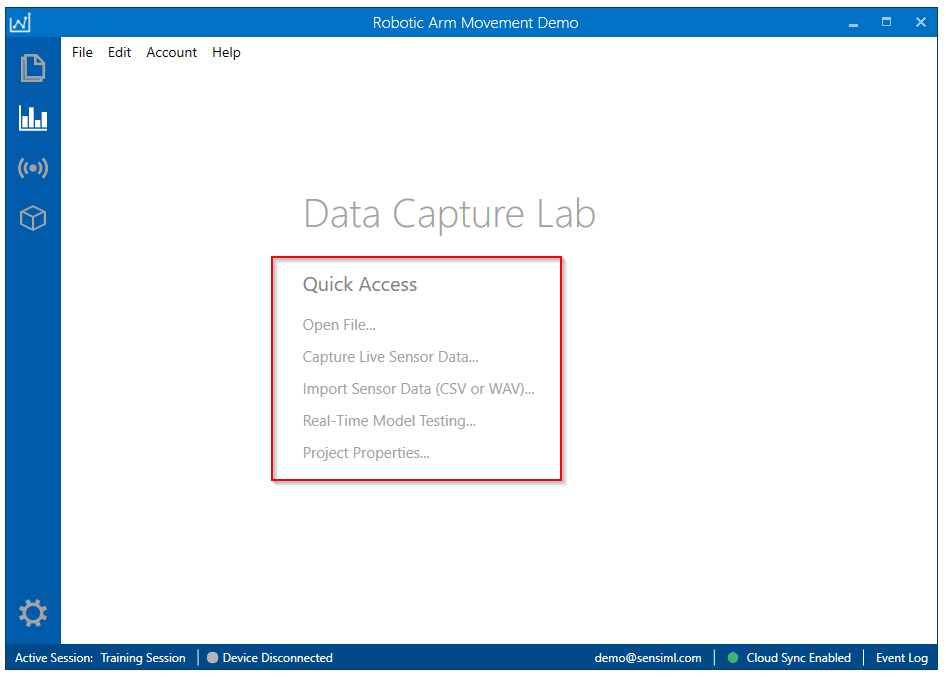 Robotic Arm Movement Demo
File Edit Account Help
Data Capture Lab
Quick Access
Open File...
Capture Live Sensor Data...
Import Sensor Data (CSV or WAV)...
Real-Time Model Testing...
Project Properties...
Active Session: Training Session Device Disconnected demo@sensiml.com Cloud Sync Enabled Event Log